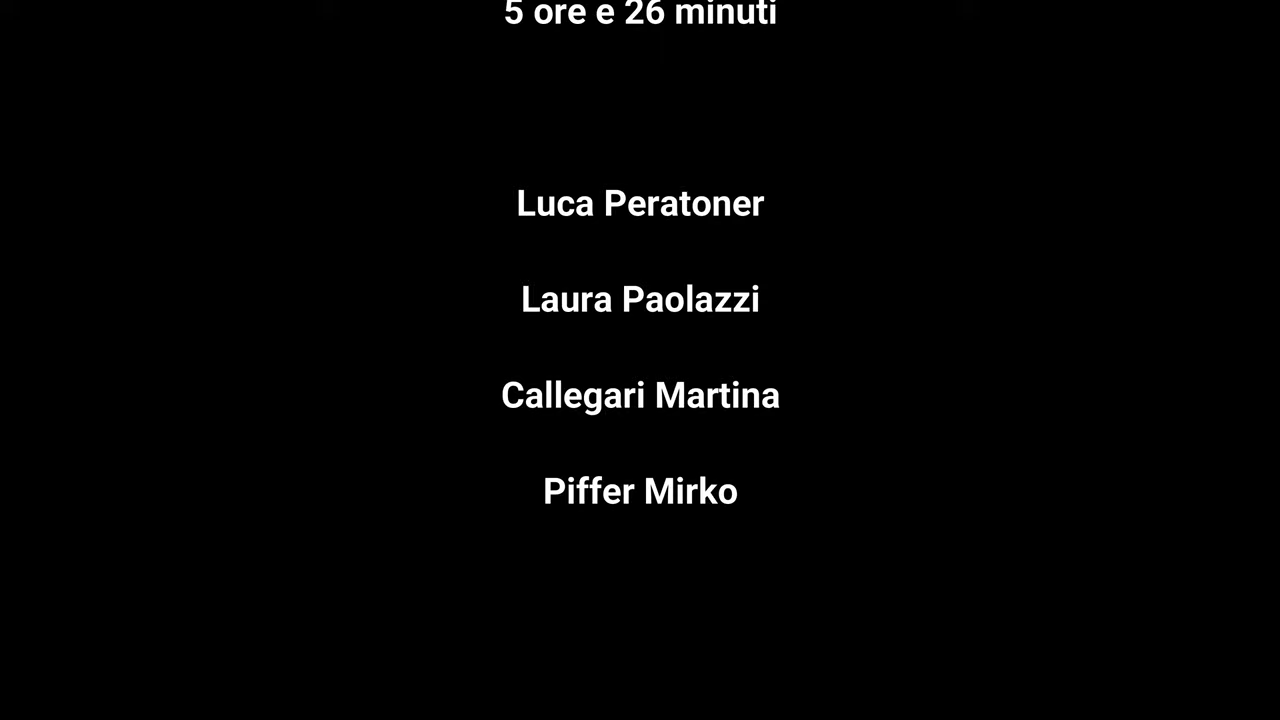 5 ore e 26 minuti
Luca Peratoner
Laura Paolazzi
Callegari Martina
Piffer Mirko